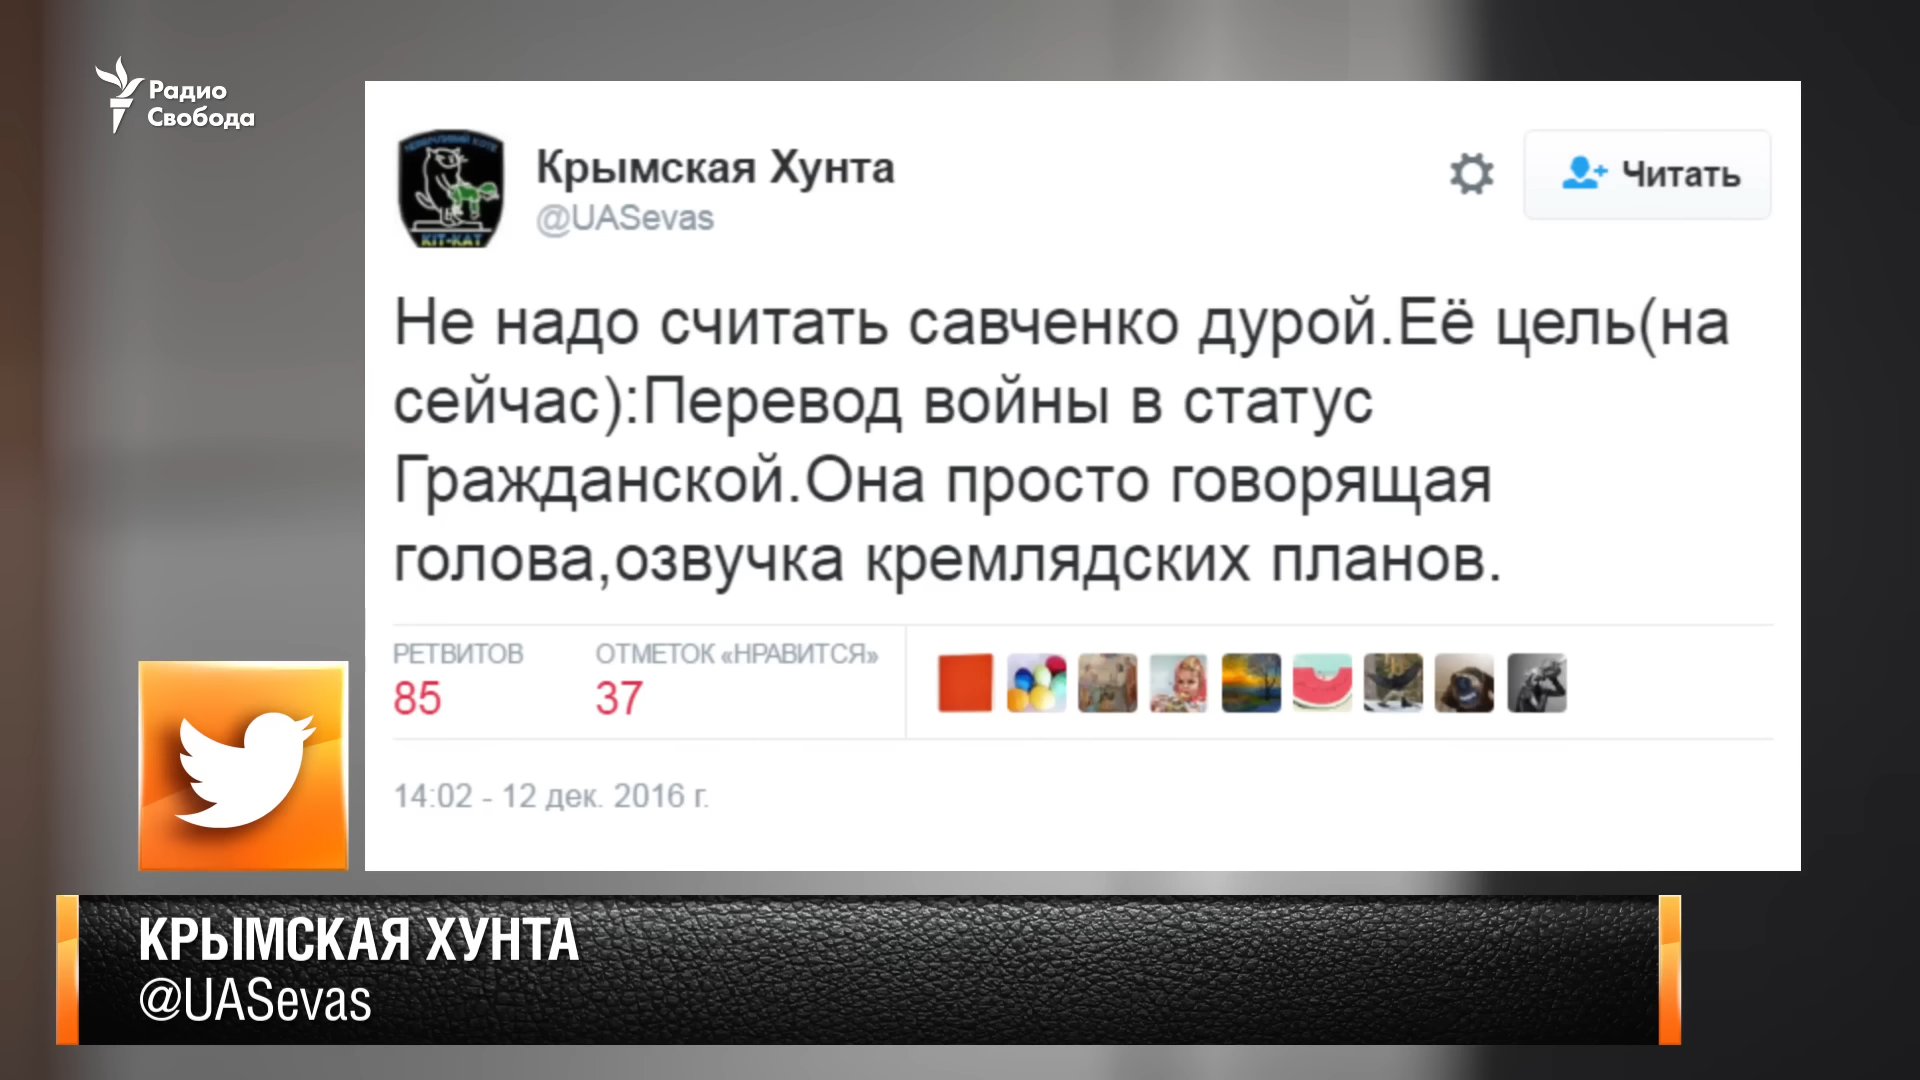 Радио
Свобода
Крымская Хунта
@UASevas
Читать
KIT-KAT
Не надо считать савченко дурой.Её цель(на
сейчас):Перевод войны в статус
Гражданской.Она просто говорящая
голова,озвучка кремлядских планов.
РЕТВИТОВ
ОТМЕТОК «НРАВИТСЯ»
85
37
14:02 - 12 дек. 2016 г.
КРЫМСКАЯ ХУНТА
@UASevas